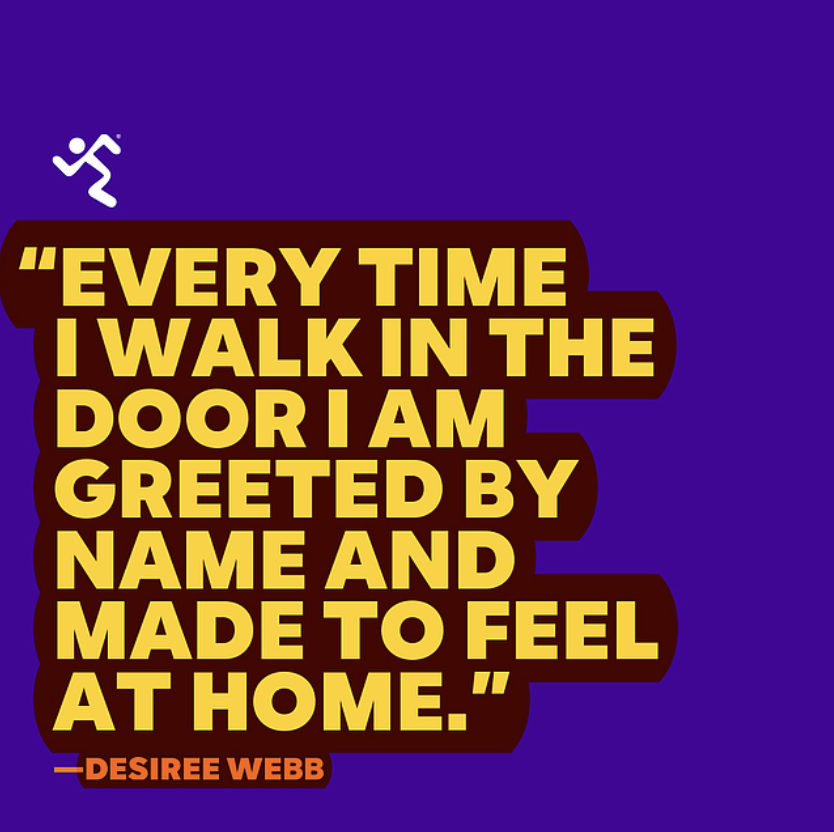 “EVERY TIME
I WALK IN THE
DOOR I AM
GREETED BY
NAME AND
MADE TO FEEL
AT HOME.”
—DESIREE WEBB